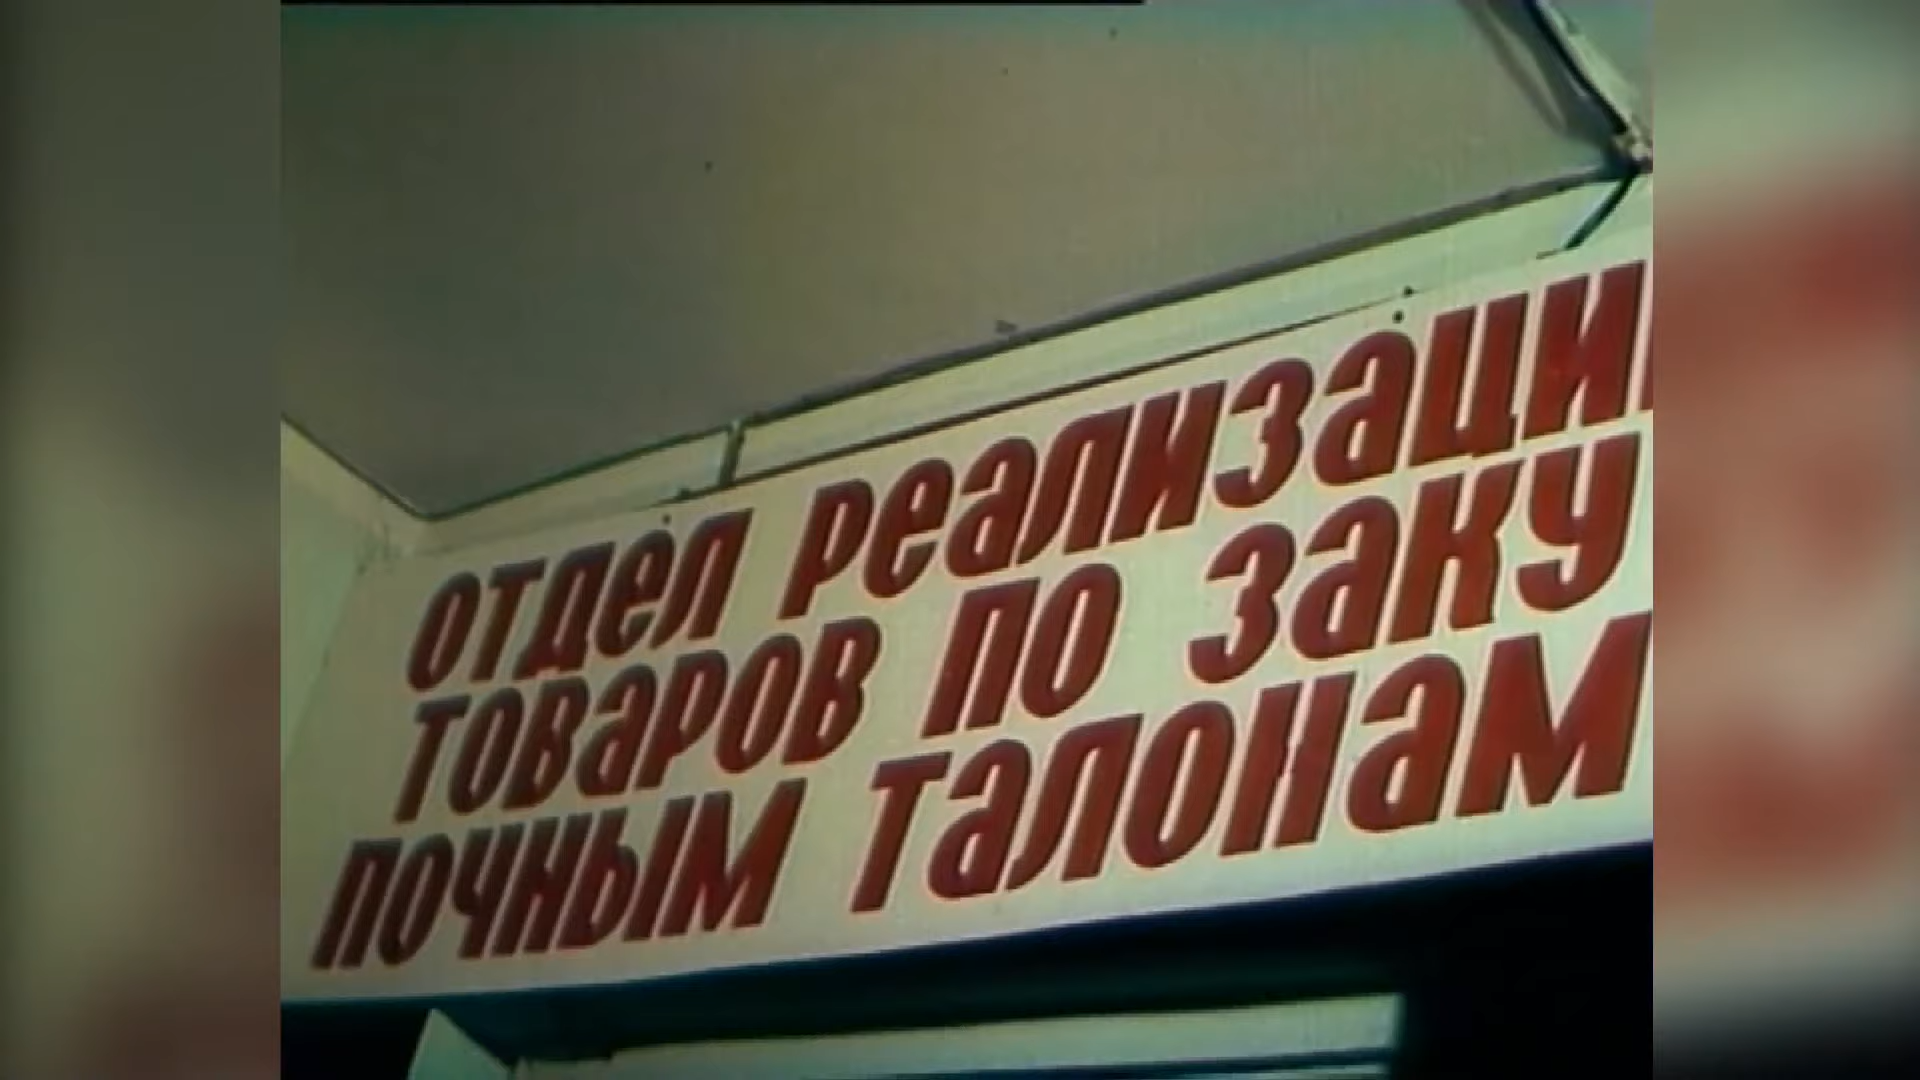 отдел реализации
товаров по заку
почным талонам